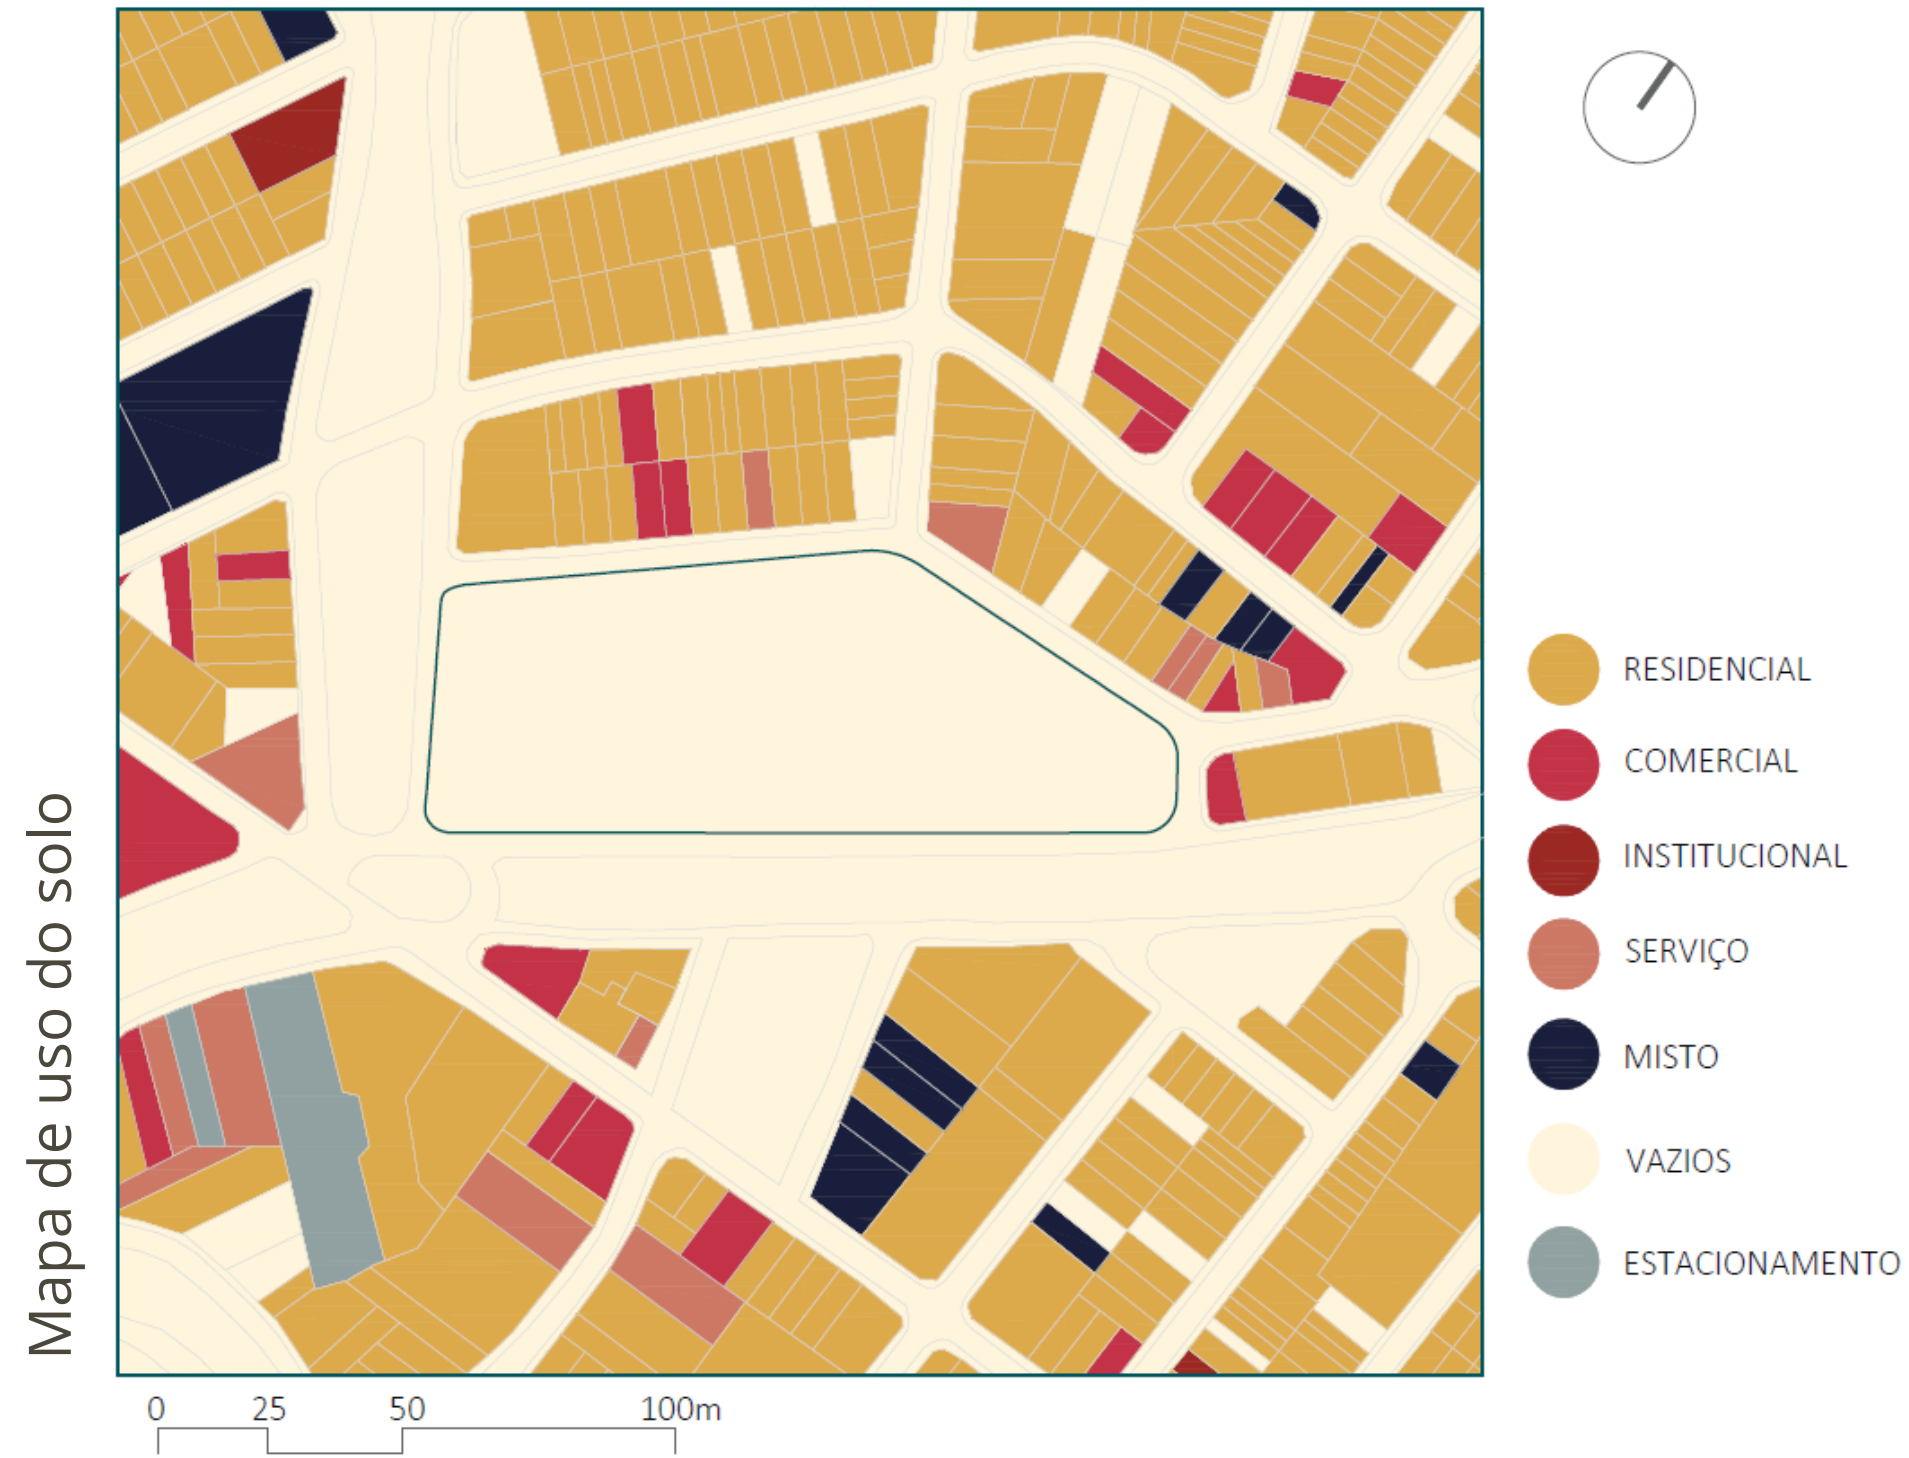 Mapa de uso do solo
RESIDENCIAL
COMERCIAL
INSTITUCIONAL
SERVIÇO
MISTO
VAZIOS
ESTACIONAMENTO
0 25 50 100m